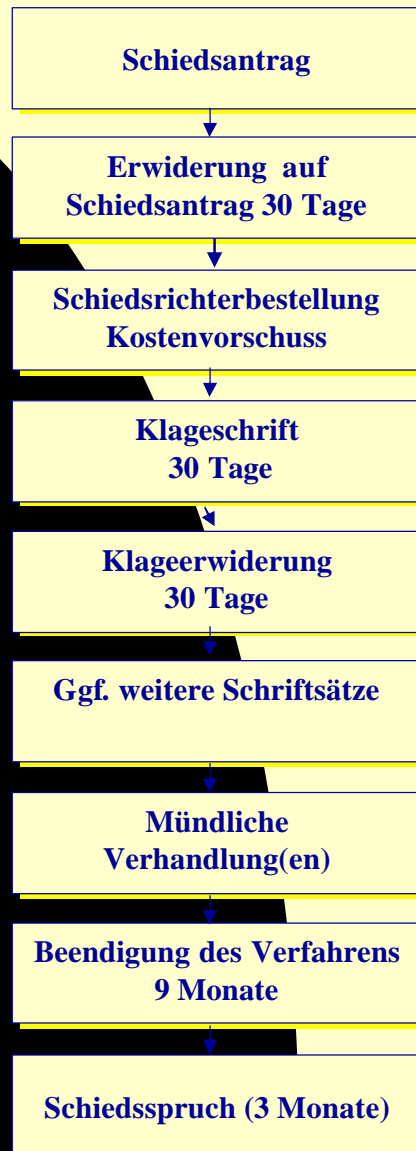 Schiedsantrag
Erwiderung auf
Schiedsantrag 30 Tage
Schiedsrichterbestellung
Kostenvorschuss
Klageschrift
30 Tage
Klageerwiderung
30 Tage
Ggf. weitere Schriftsätze
Mündliche
Verhandlung(en)
Beendigung des Verfahrens
9 Monate
Schiedsspruch (3 Monate)